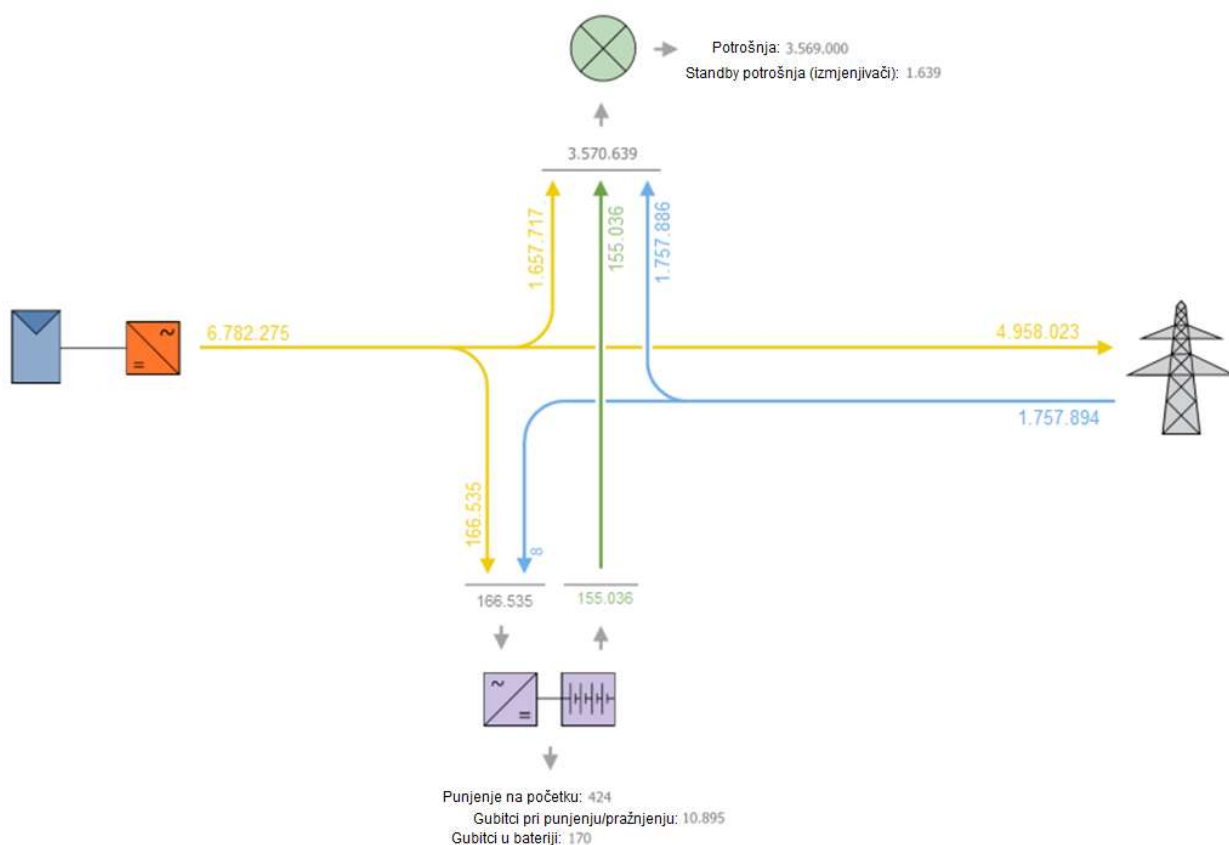 Potrošnja: 3.569.000
Standby potrošnja (izmjenjivači): 1.639
3.570.639
1.657.717
155.036
1.757.886
6.782.275
4.958.023
1.757.894
166.535
8
166.535
155.036
Punjenje na početku: 424
Gubitci pri punjenju/pražnjenju: 10.895
Gubitci u bateriji: 170